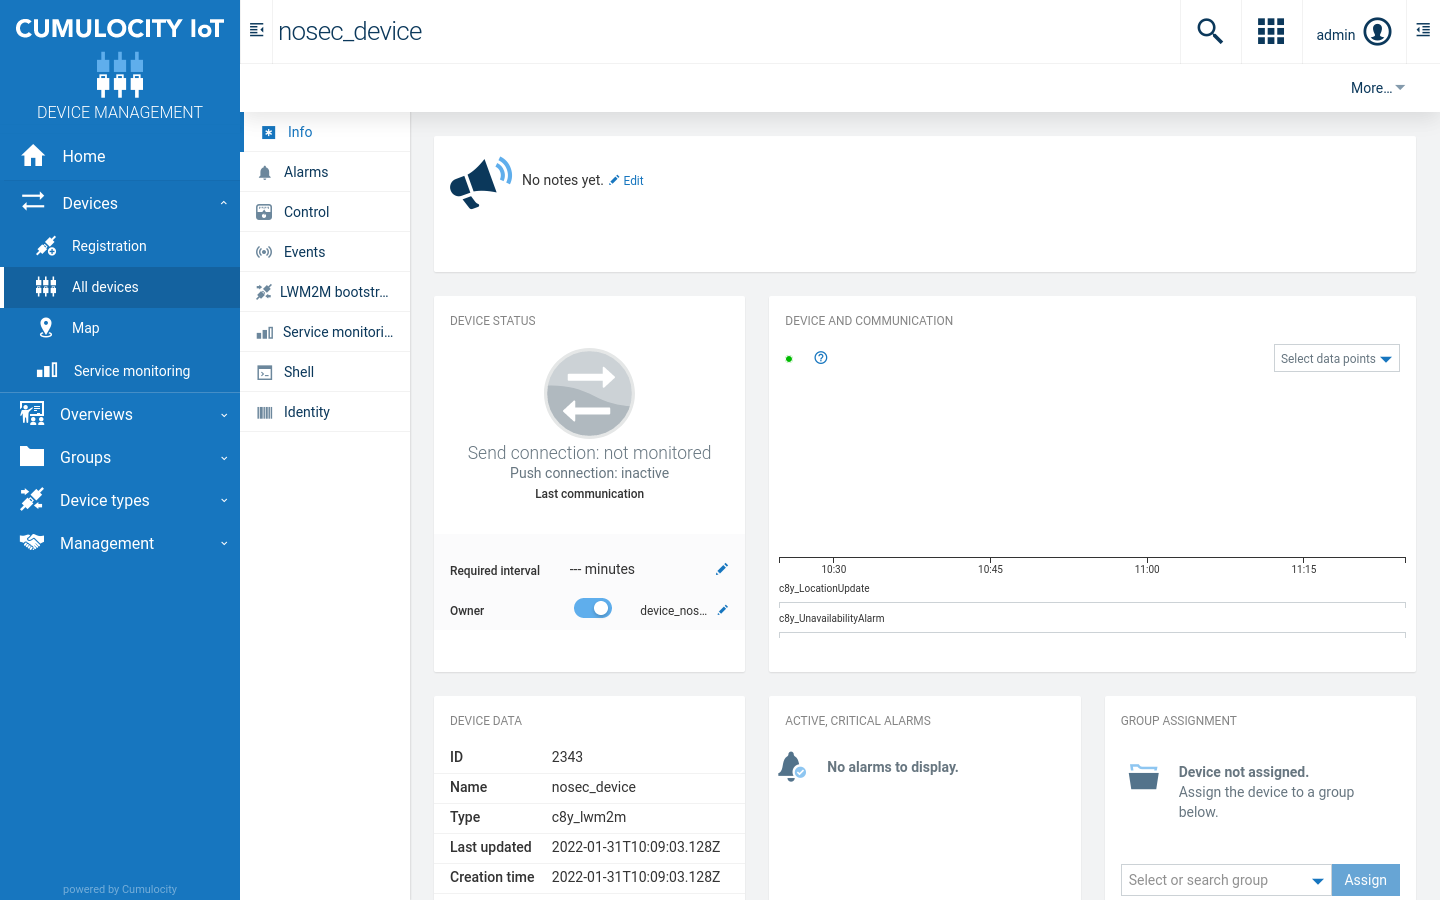 CUMULOCITY IoT
DEVICE MANAGEMENT
Home
Devices
Registration
All devices
Map
Service monitoring
Overviews
Groups
Device types
Management
powered by Cumulocity
nosec_device
admin
More...
Info
Alarms
Control
Events
LWM2M bootstr...
Service monitori...
Shell
Identity
No notes yet. Edit
DEVICE STATUS
Send connection: not monitored
Push connection: inactive
Last communication
Required interval --- minutes
Owner device_nos...
DEVICE AND COMMUNICATION
Select data points
10:30 10:45 11:00 11:15
c8y_LocationUpdate
c8y_UnavailabilityAlarm
DEVICE DATA
ID 2343
Name nosec_device
Type c8y_lwm2m
Last updated 2022-01-31T10:09:03.128Z
Creation time 2022-01-31T10:09:03.128Z
ACTIVE, CRITICAL ALARMS
No alarms to display.
GROUP ASSIGNMENT
Device not assigned.
Assign the device to a group
below.
Select or search group Assign